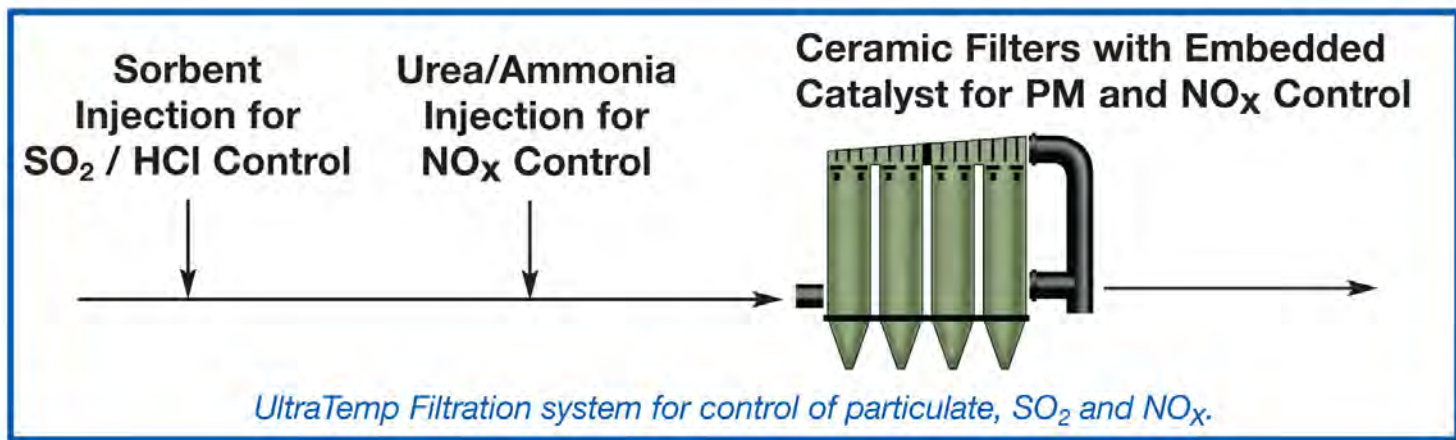 Sorbent
Injection for
SO₂ / HCl Control
Urea/Ammonia
Injection for
NOX Control
Ceramic Filters with Embedded
Catalyst for PM and NOX Control
UltraTemp Filtration system for control of particulate, SO₂ and NOX.